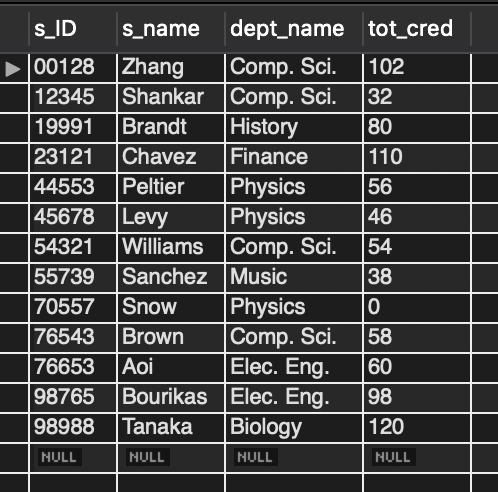 s_ID s_name dept_name tot_cred
00128 Zhang Comp. Sci. 102
12345 Shankar Comp. Sci. 32
19991 Brandt History 80
23121 Chavez Finance 110
44553 Peltier Physics 56
45678 Levy Physics 46
54321 Williams Comp. Sci. 54
55739 Sanchez Music 38
70557 Snow Physics 0
76543 Brown Comp. Sci. 58
76653 Aoi Elec. Eng. 60
98765 Bourikas Elec. Eng. 98
98988 Tanaka Biology 120
NULL NULL NULL NULL